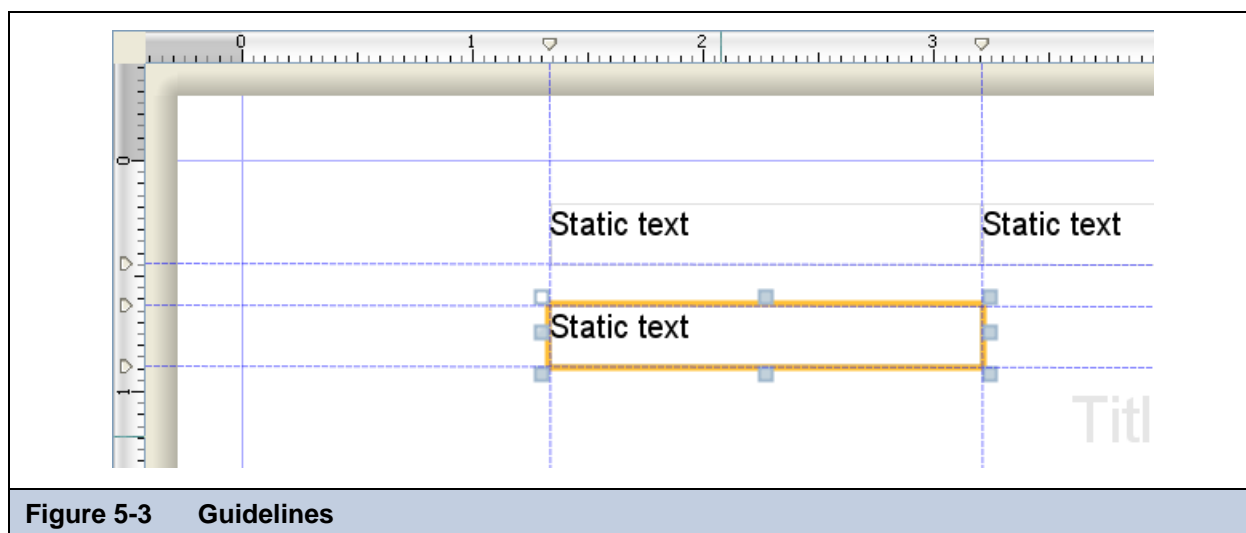 0 1 2 3
0
Static text Static text
Static text
1
Titl
Figure 5-3 Guidelines